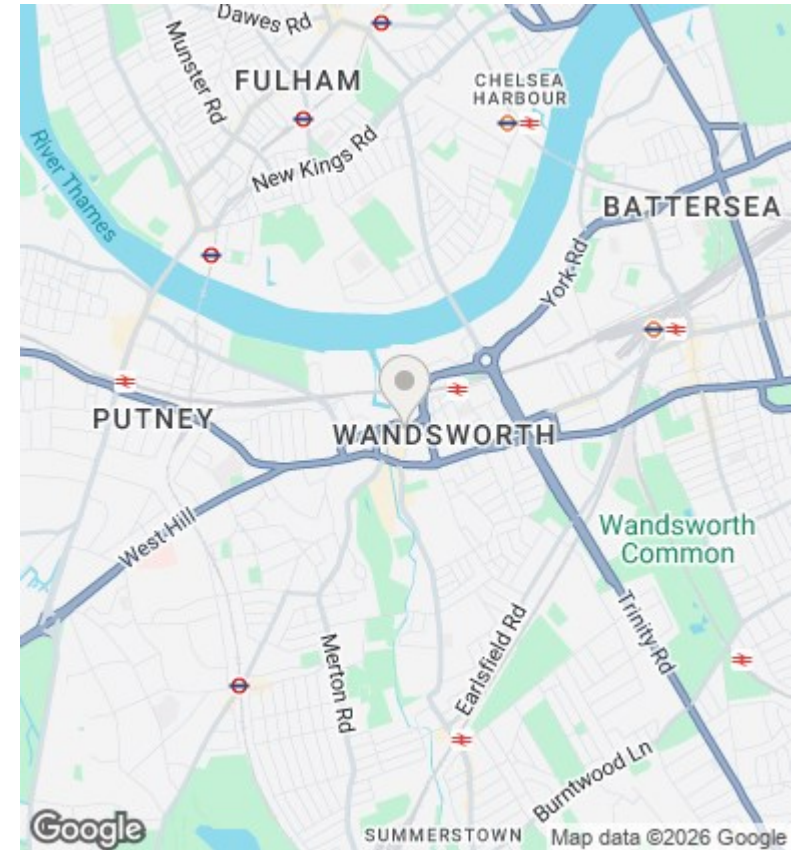 Dawes Rd
Munster Rd
FULHAM
CHELSEA
HARBOUR
River Thames
New Kings Rd
BATTERSEA
York Rd
PUTNEY
WANDSWORTH
West Hill
Wandsworth
Common
Trinity Rd
Earlsfield Rd
Merton Rd
Burntwood Ln
SUMMERSTOWN
Google
Map data ©2026 Google